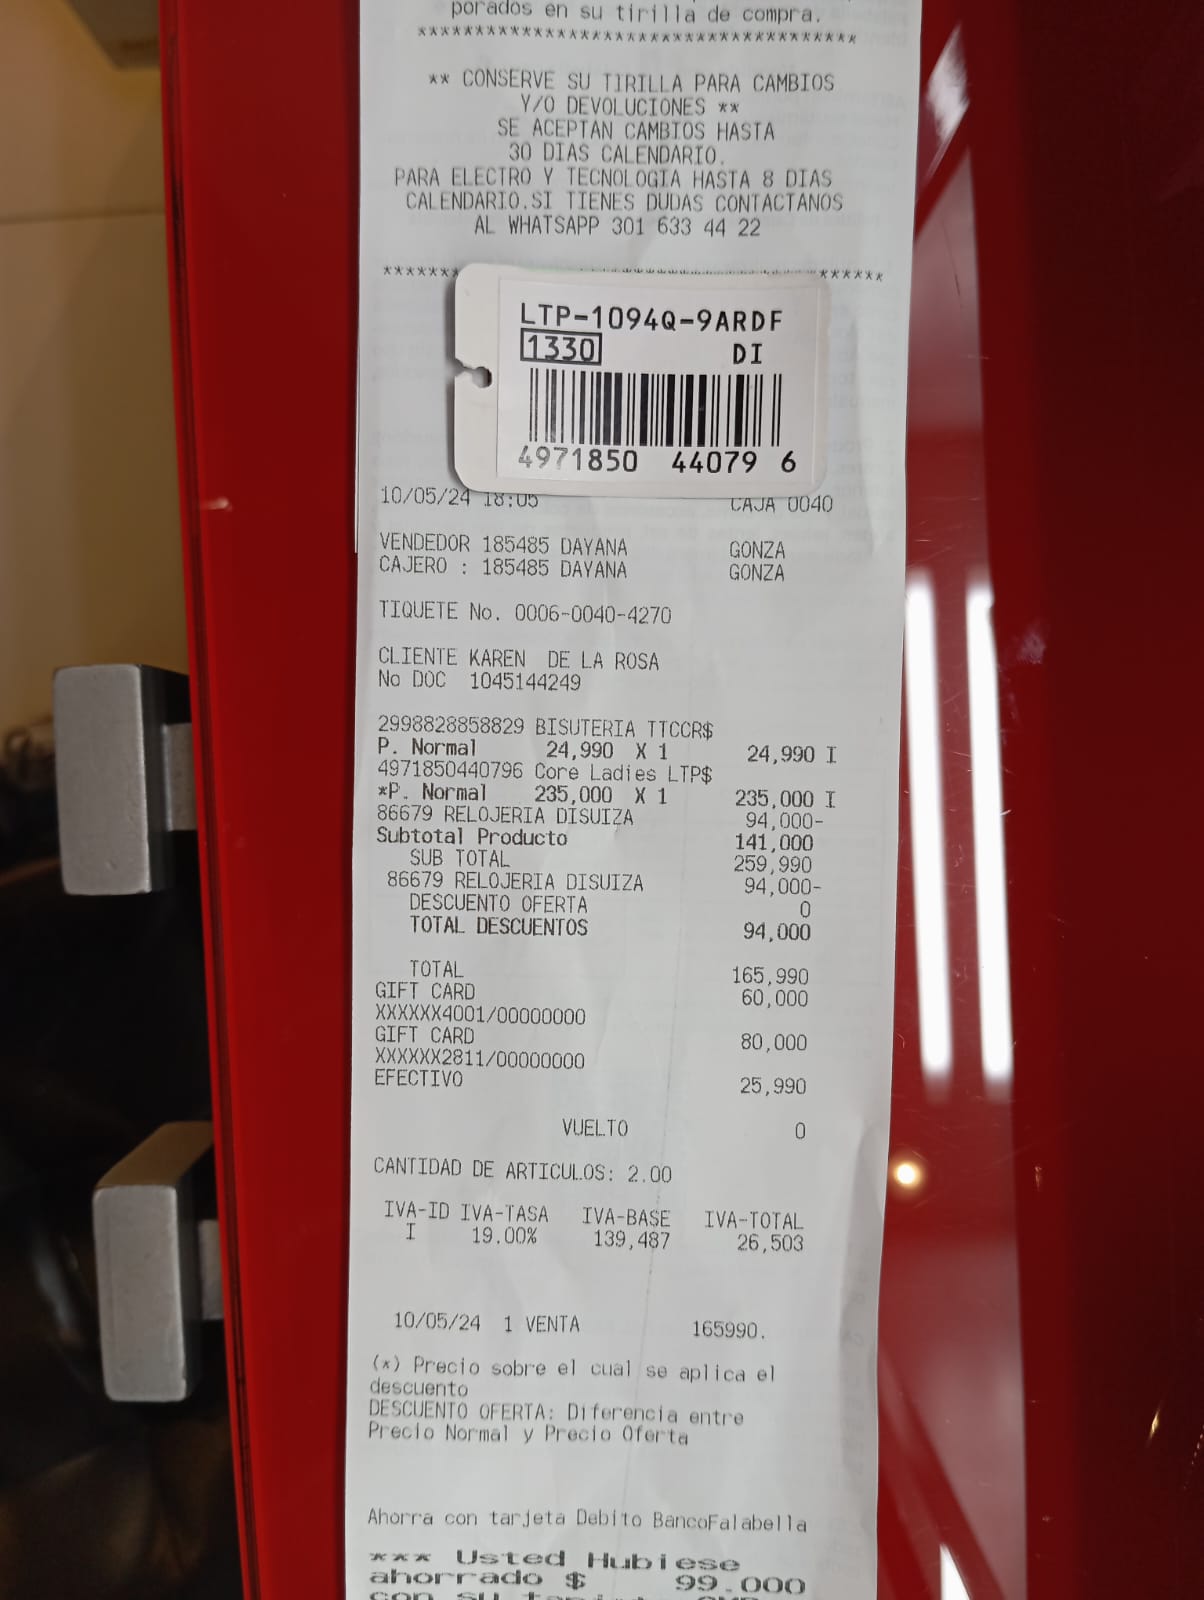 porados en su tirilla de compra.
**************************************
** CONSERVE SU TIRILLA PARA CAMBIOS
Y/O DEVOLUCIONES **
SE ACEPTAN CAMBIOS HASTA
30 DIAS CALENDARIO.
PARA ELECTRO Y TECNOLOGIA HASTA 8 DIAS
CALENDARIO.SI TIENES DUDAS CONTACTANOS
AL WHATSAPP 301 633 44 22
******* ******
LTP-1094Q-9ARDF
1330 DI
4971850 44079 6
10/05/24 18:05 CAJA 0040
VENDEDOR 185485 DAYANA GONZA
CAJERO : 185485 DAYANA GONZA
TIQUETE No. 0006-0040-4270
CLIENTE KAREN DE LA ROSA
No DOC 1045144249
2998828858829 BISUTERIA TTCCR$
P. Normal 24,990 X 1 24,990 I
4971850440796 Core Ladies LTP$
*P. Normal 235,000 X 1 235,000 I
86679 RELOJERIA DISUIZA 94,000-
Subtotal Producto 141,000
SUB TOTAL 259,990
86679 RELOJERIA DISUIZA 94,000-
DESCUENTO OFERTA 0
TOTAL DESCUENTOS 94,000
TOTAL 165,990
GIFT CARD 60,000
XXXXXX4001/00000000
GIFT CARD 80,000
XXXXXX2811/00000000
EFECTIVO 25,990
VUELTO 0
CANTIDAD DE ARTICULOS: 2.00
IVA-ID IVA-TASA IVA-BASE IVA-TOTAL
I 19.00% 139,487 26,503
10/05/24 1 VENTA 165990.
(*) Precio sobre el cual se aplica el
descuento
DESCUENTO OFERTA: Diferencia entre
Precio Normal y Precio Oferta
Ahorra con tarjeta Debito BancoFalabella
*** Usted Hubiese
ahorrado $ 99.000
con su